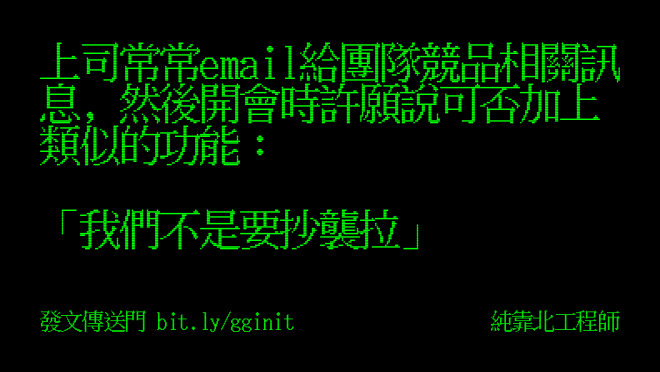 上司常常email給團隊競品相關訊
息，然後開會時許願說可否加上
類似的功能：
「我們不是要抄襲拉」
發文傳送門 bit.ly/gginit
純靠北工程師